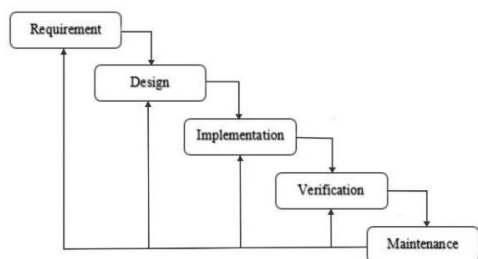 Requirement
Design
Implementation
Verification
Maintenance